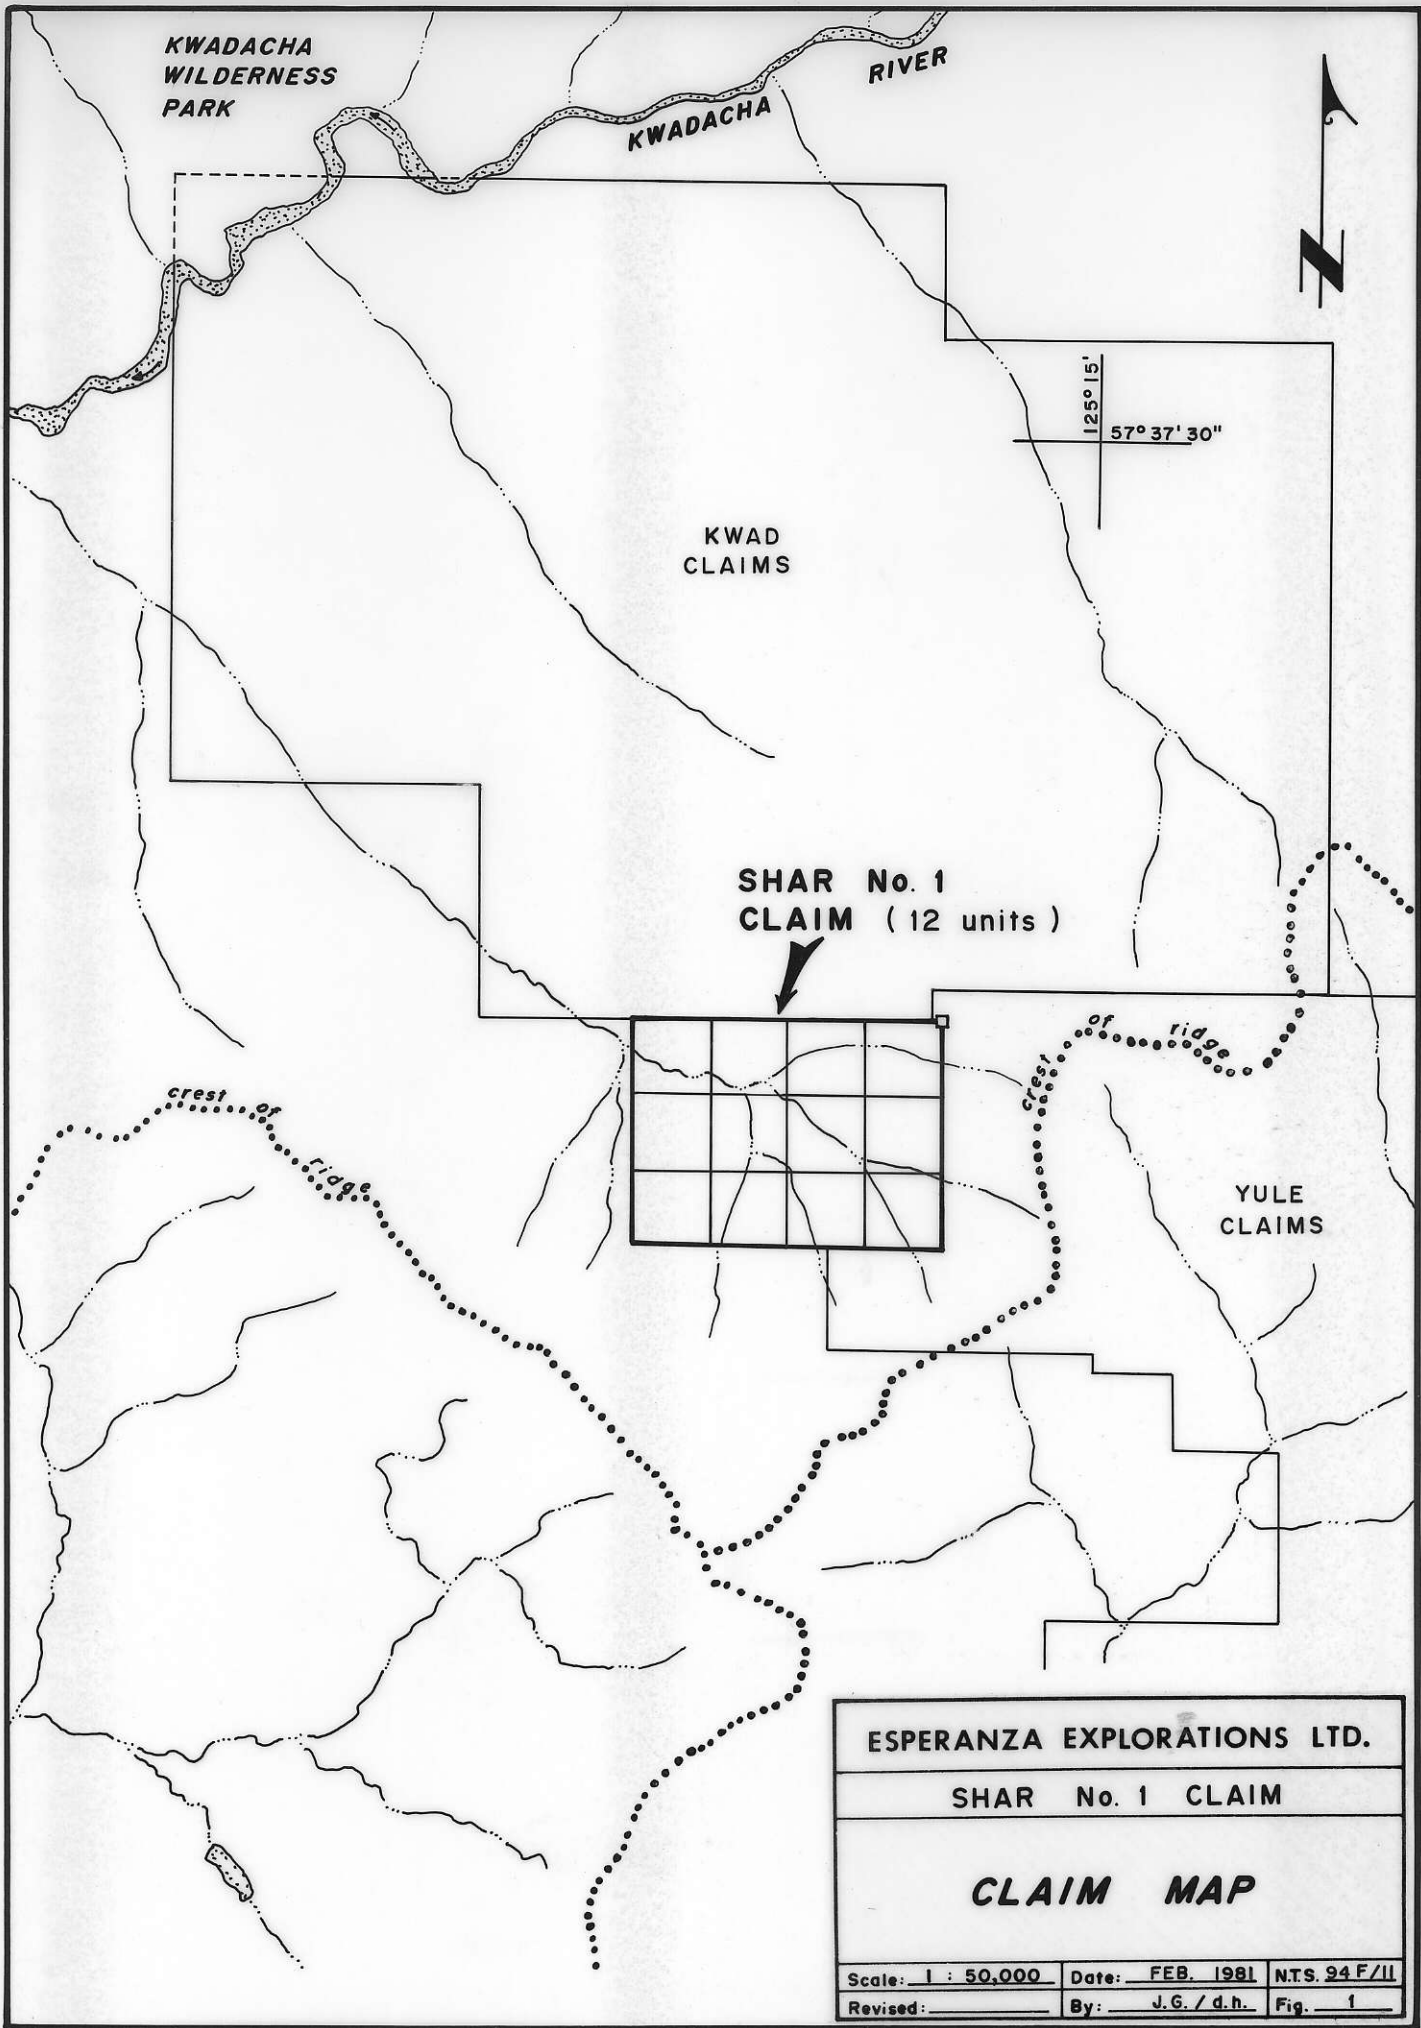 KWADACHA
WILDERNESS
PARK
KWADACHA RIVER
N
125° 15'
57° 37' 30"
KWAD
CLAIMS
SHAR No. 1
CLAIM ( 12 units )
crest of ridge
crest of ridge
YULE
CLAIMS
ESPERANZA EXPLORATIONS LTD.
SHAR No. 1 CLAIM
CLAIM MAP
Scale: 1 : 50,000 Date: FEB. 1981 N.T.S. 94 F/11
Revised: By: J.G. / d.h. Fig. 1